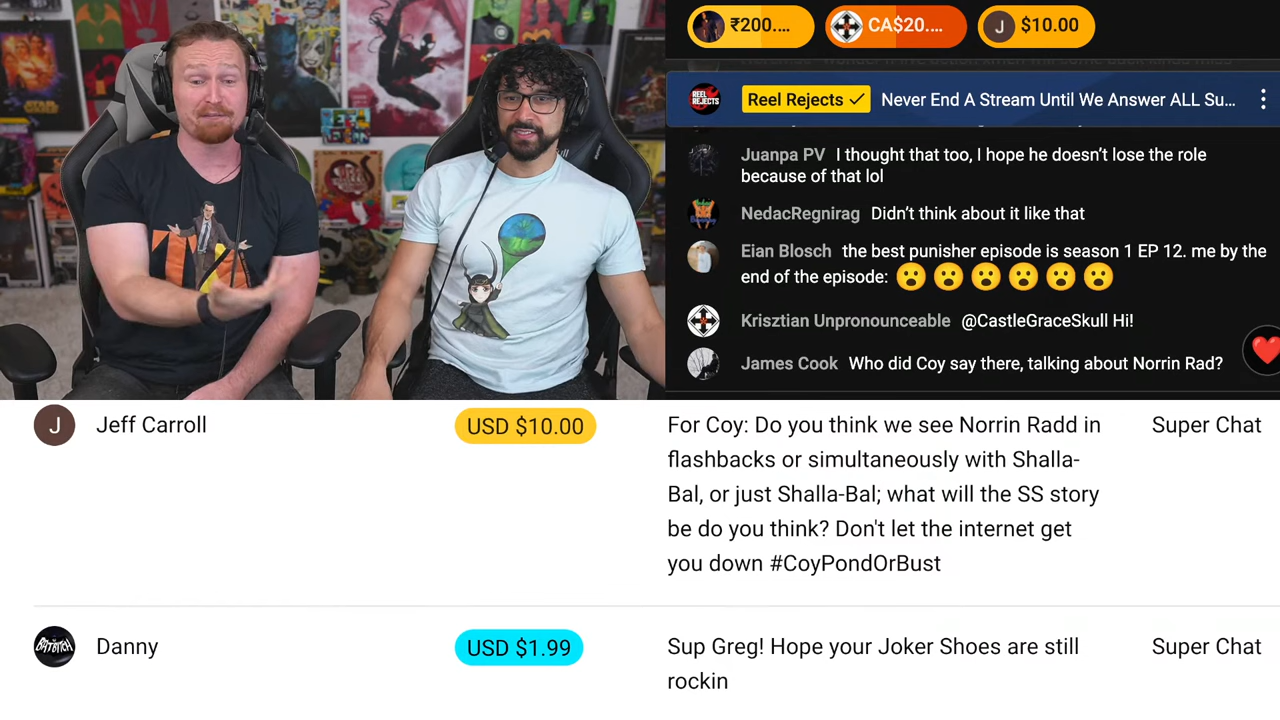 ₹200....
CA$20....
J
$10.00
REEL
REJECTS
Reel Rejects
Never End A Stream Until We Answer ALL Su...
Juanpa PV I thought that too, I hope he doesn't lose the role
because of that lol
NedacRegnirag Didn't think about it like that
Eian Blosch the best punisher episode is season 1 EP 12. me by the
end of the episode:
Krisztian Unpronounceable @CastleGraceSkull Hi!
James Cook Who did Coy say there, talking about Norrin Rad?
J
Jeff Carroll
USD $10.00
For Coy: Do you think we see Norrin Radd in
flashbacks or simultaneously with Shalla-
Bal, or just Shalla-Bal; what will the SS story
be do you think? Don't let the internet get
you down #CoyPondOrBust
Super Chat
BATBITCH
Danny
USD $1.99
Sup Greg! Hope your Joker Shoes are still
rockin
Super Chat